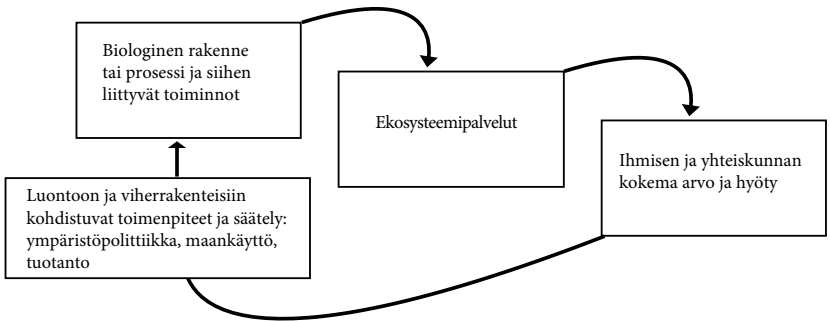 Biologinen rakenne
tai prosessi ja siihen
liittyvät toiminnot
Ekosysteemipalvelut
Ihmisen ja yhteiskunnan
kokema arvo ja hyöty
Luontoon ja viherrakenteisiin
kohdistuvat toimenpiteet ja säätely:
ympäristöpolittiikka, maankäyttö,
tuotanto